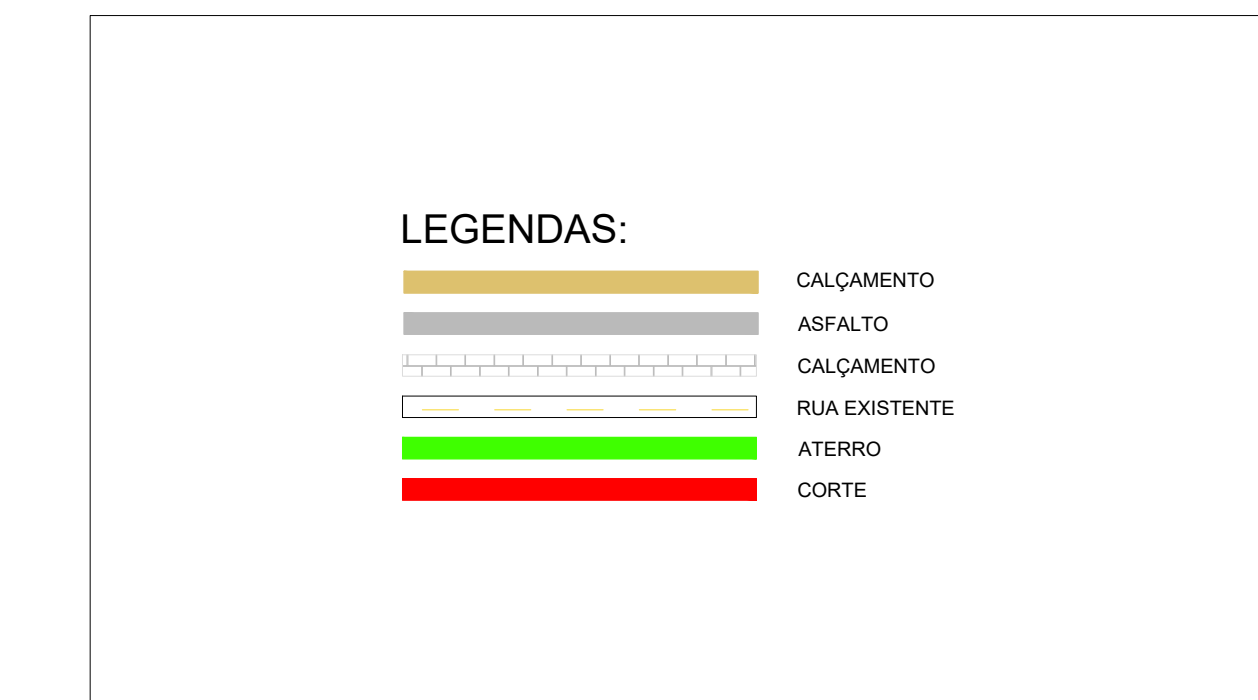 LEGENDAS:
CALÇAMENTO
ASFALTO
CALÇAMENTO
RUA EXISTENTE
ATERRO
CORTE